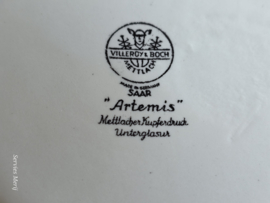 VILLEROY & BOCH
METTLACH
MADE IN GERMANY
SAAR
"Artemis"
Mettlacher Kupferdruck
Unterglasur